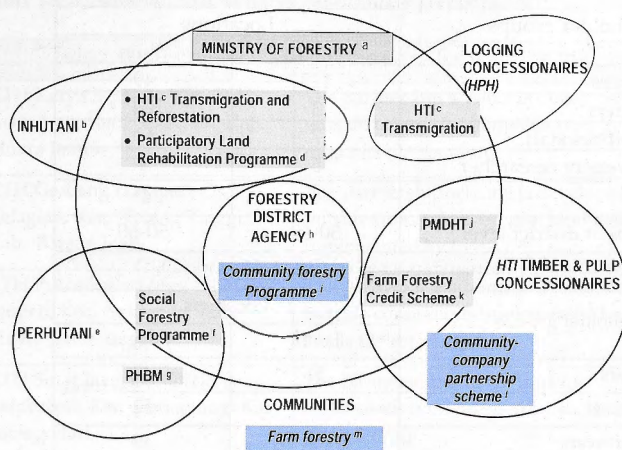 MINISTRY OF FORESTRY a
LOGGING
CONCESSIONAIRES
(HPH)
HTI c
Transmigration
INHUTANI b
• HTI c Transmigration and
Reforestation
• Participatory Land
Rehabilitation Programme d
FORESTRY
DISTRICT
AGENCY h
Community forestry
Programme i
PMDHT j
HTI TIMBER & PULP
CONCESSIONAIRES
Farm Forestry
Credit Scheme k
Community-
company
partnership
scheme l
PERHUTANI e
Social
Forestry
Programme f
PHBM g
COMMUNITIES
Farm forestry m